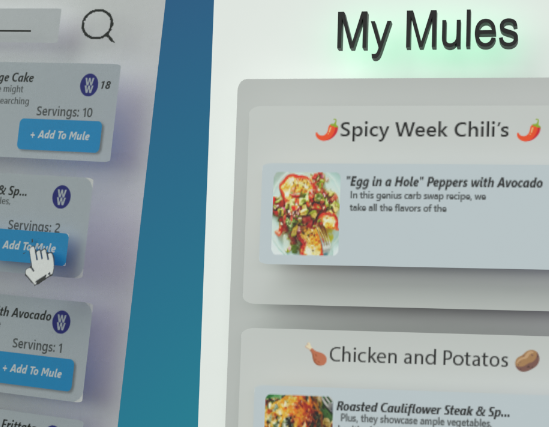 ge Cake
might
earching
WW 18
Servings: 10
+ Add To Mule
& Sp...
les,
WW
Servings: 2
Add To Mule
th Avocado
WW
Servings: 1
+ Add To Mule
Frittata
My Mules
Spicy Week Chili's
"Egg in a Hole" Peppers with Avocado
In this genius carb swap recipe, we
take all the flavors of the
Chicken and Potatos
Roasted Cauliflower Steak & Sp...
Plus, they showcase ample vegetables,